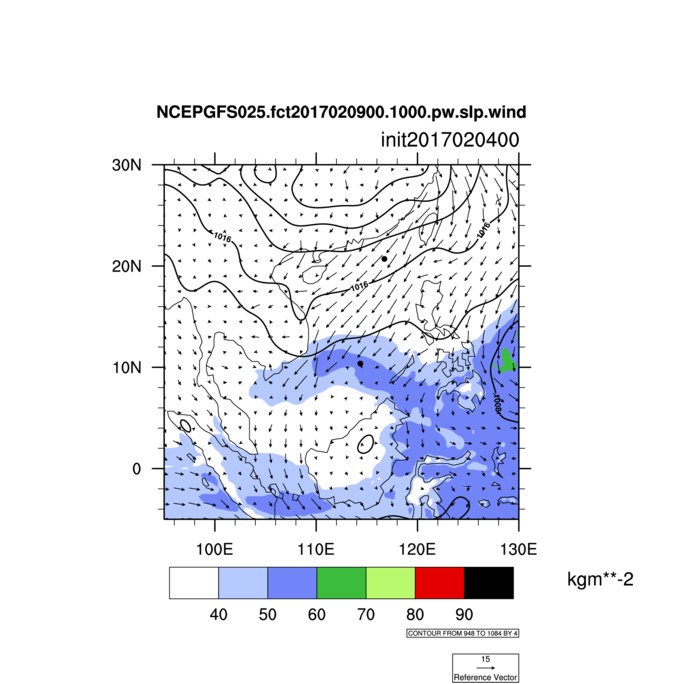 NCEPGFS025.fct2017020900.1000.pw.slp.wind
init2017020400
30N
20N
10N
0
1016
1016
1016
1008
100E 110E 120E 130E
kgm**-2
40 50 60 70 80 90
CONTOUR FROM 948 TO 1084 BY 4
15
Reference Vector